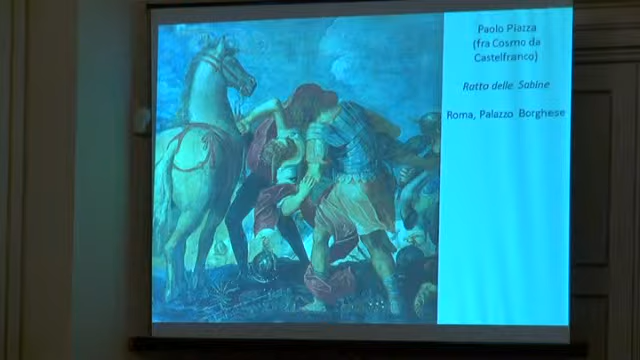 Paolo Piazza
(fra Cosmo da
Castelfranco)
Ratto delle Sabine
Roma, Palazzo Borghese